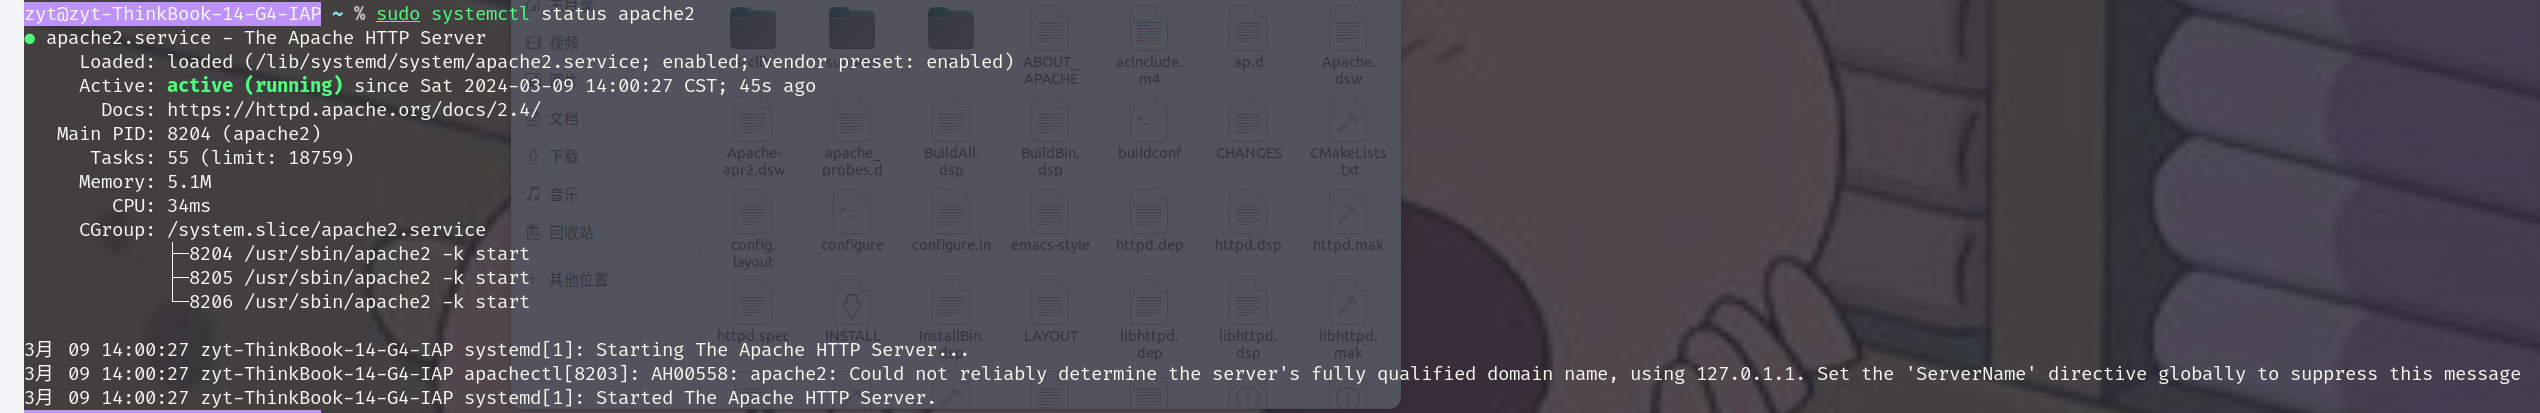 zyt@zyt-ThinkBook-14-G4-IAP ~ % sudo systemctl status apache2
● apache2.service - The Apache HTTP Server
Loaded: loaded (/lib/systemd/system/apache2.service; enabled; vendor preset: enabled)
Active: active (running) since Sat 2024-03-09 14:00:27 CST; 45s ago
Docs: https://httpd.apache.org/docs/2.4/
Main PID: 8204 (apache2)
Tasks: 55 (limit: 18759)
Memory: 5.1M
CPU: 34ms
CGroup: /system.slice/apache2.service
├─8204 /usr/sbin/apache2 -k start
├─8205 /usr/sbin/apache2 -k start
└─8206 /usr/sbin/apache2 -k start
3月 09 14:00:27 zyt-ThinkBook-14-G4-IAP systemd[1]: Starting The Apache HTTP Server...
3月 09 14:00:27 zyt-ThinkBook-14-G4-IAP apachectl[8203]: AH00558: apache2: Could not reliably determine the server's fully qualified domain name, using 127.0.1.1. Set the 'ServerName' directive globally to suppress this message
3月 09 14:00:27 zyt-ThinkBook-14-G4-IAP systemd[1]: Started The Apache HTTP Server.
视频
文档
下载
音乐
回收站
其他位置
ABOUT_
APACHE
acinclude.
m4
ap.d
Apache.
dsw
Apache-
apr2.dsw
apache_
probes.d
BuildAll.
dsp
BuildBin.
dsp
buildconf
CHANGES
CMakeLists
.txt
config.
layout
configure
configure.in
emacs-style
httpd.dep
httpd.dsp
httpd.mak
httpd.spec
INSTALL
InstallBin.
dsp
LAYOUT
libhttpd.
dep
libhttpd.
dsp
libhttpd.
mak